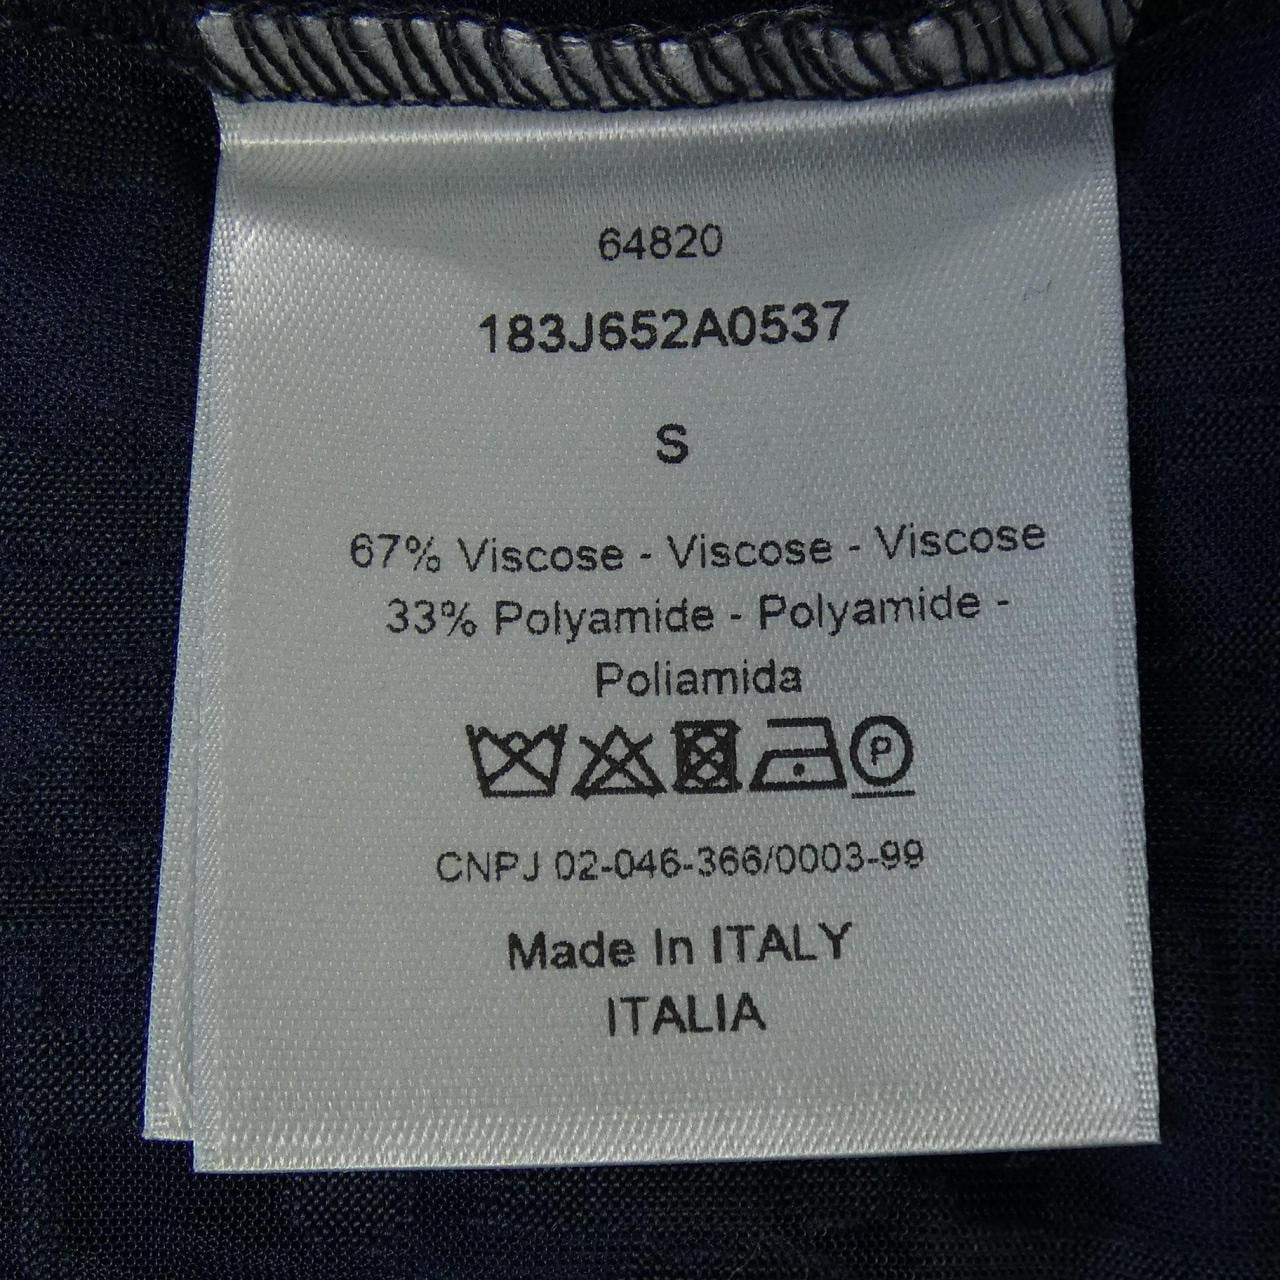 64820
183J652A0537
S
67% Viscose - Viscose - Viscose
33% Polyamide - Polyamide -
Poliamida
P
CNPJ 02-046-366/0003-99
Made In ITALY
ITALIA